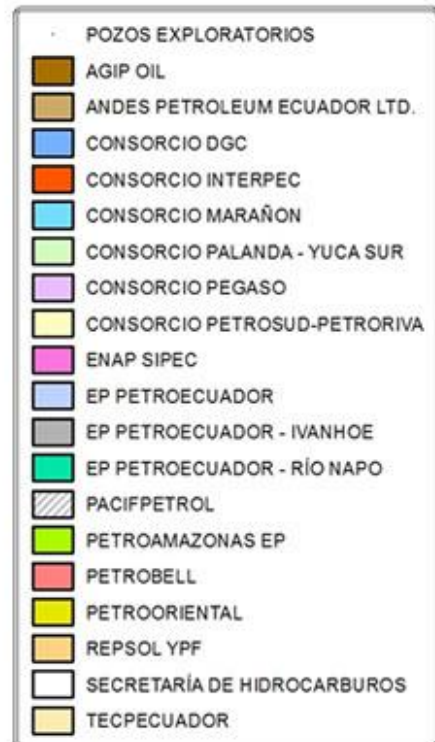 POZOS EXPLORATORIOS
AGIP OIL
ANDES PETROLEUM ECUADOR LTD.
CONSORCIO DGC
CONSORCIO INTERPEC
CONSORCIO MARAÑON
CONSORCIO PALANDA - YUCA SUR
CONSORCIO PEGASO
CONSORCIO PETROSUD-PETRORIVA
ENAP SIPEC
EP PETROECUADOR
EP PETROECUADOR - IVANHOE
EP PETROECUADOR - RÍO NAPO
PACIFPETROL
PETROAMAZONAS EP
PETROBELL
PETROORIENTAL
REPSOL YPF
SECRETARÍA DE HIDROCARBUROS
TECPECUADOR